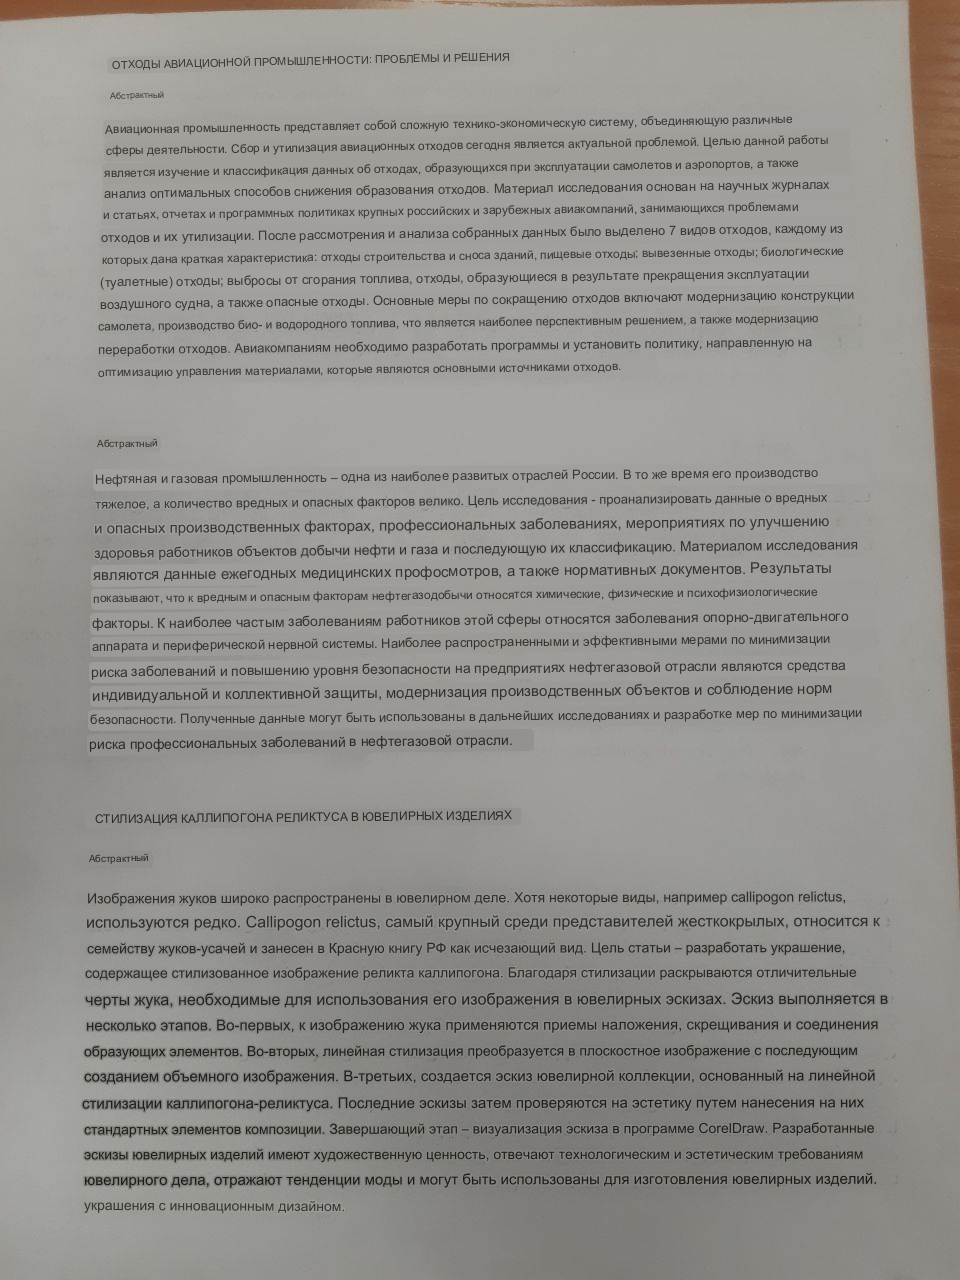 ОТХОДЫ АВИАЦИОННОЙ ПРОМЫШЛЕННОСТИ: ПРОБЛЕМЫ И РЕШЕНИЯ
Абстрактный
Авиационная промышленность представляет собой сложную технико-экономическую систему, объединяющую различные
сферы деятельности. Сбор и утилизация авиационных отходов сегодня является актуальной проблемой. Целью данной работы
является изучение и классификация данных об отходах, образующихся при эксплуатации самолетов и аэропортов, а также
анализ оптимальных способов снижения образования отходов. Материал исследования основан на научных журналах
и статьях, отчетах и программных политиках крупных российских и зарубежных авиакомпаний, занимающихся проблемами
отходов и их утилизации. После рассмотрения и анализа собранных данных было выделено 7 видов отходов, каждому из
которых дана краткая характеристика: отходы строительства и сноса зданий, пищевые отходы; вывезенные отходы; биологические
(туалетные) отходы; выбросы от сгорания топлива, отходы, образующиеся в результате прекращения эксплуатации
воздушного судна, а также опасные отходы. Основные меры по сокращению отходов включают модернизацию конструкции
самолета, производство био- и водородного топлива, что является наиболее перспективным решением, а также модернизацию
переработки отходов. Авиакомпаниям необходимо разработать программы и установить политику, направленную на
оптимизацию управления материалами, которые являются основными источниками отходов.
Абстрактный
Нефтяная и газовая промышленность – одна из наиболее развитых отраслей России. В то же время его производство
тяжелое, а количество вредных и опасных факторов велико. Цель исследования - проанализировать данные о вредных
и опасных производственных факторах, профессиональных заболеваниях, мероприятиях по улучшению
здоровья работников объектов добычи нефти и газа и последующую их классификацию. Материалом исследования
являются данные ежегодных медицинских профосмотров, а также нормативных документов. Результаты
показывают, что к вредным и опасным факторам нефтегазодобычи относятся химические, физические и психофизиологические
факторы. К наиболее частым заболеваниям работников этой сферы относятся заболевания опорно-двигательного
аппарата и периферической нервной системы. Наиболее распространенными и эффективными мерами по минимизации
риска заболеваний и повышению уровня безопасности на предприятиях нефтегазовой отрасли являются средства
индивидуальной и коллективной защиты, модернизация производственных объектов и соблюдение норм
безопасности. Полученные данные могут быть использованы в дальнейших исследованиях и разработке мер по минимизации
риска профессиональных заболеваний в нефтегазовой отрасли.
СТИЛИЗАЦИЯ КАЛЛИПОГОНА РЕЛИКТУСА В ЮВЕЛИРНЫХ ИЗДЕЛИЯХ
Абстрактный
Изображения жуков широко распространены в ювелирном деле. Хотя некоторые виды, например callipogon relictus,
используются редко. Callipogon relictus, самый крупный среди представителей жесткокрылых, относится к
семейству жуков-усачей и занесен в Красную книгу РФ как исчезающий вид. Цель статьи – разработать украшение,
содержащее стилизованное изображение реликта каллипогона. Благодаря стилизации раскрываются отличительные
черты жука, необходимые для использования его изображения в ювелирных эскизах. Эскиз выполняется в
несколько этапов. Во-первых, к изображению жука применяются приемы наложения, скрещивания и соединения
образующих элементов. Во-вторых, линейная стилизация преобразуется в плоскостное изображение с последующим
созданием объемного изображения. В-третьих, создается эскиз ювелирной коллекции, основанный на линейной
стилизации каллипогона-реликтуса. Последние эскизы затем проверяются на эстетику путем нанесения на них
стандартных элементов композиции. Завершающий этап – визуализация эскиза в программе CorelDraw. Разработанные
эскизы ювелирных изделий имеют художественную ценность, отвечают технологическим и эстетическим требованиям
ювелирного дела, отражают тенденции моды и могут быть использованы для изготовления ювелирных изделий.
украшения с инновационным дизайном.